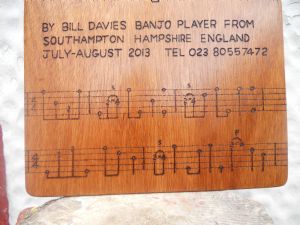 BY BILL DAVIES BANJO PLAYER FROM
SOUTHAMPTON HAMPSHIRE ENGLAND
JULY-AUGUST 2013 TEL 023 80557472